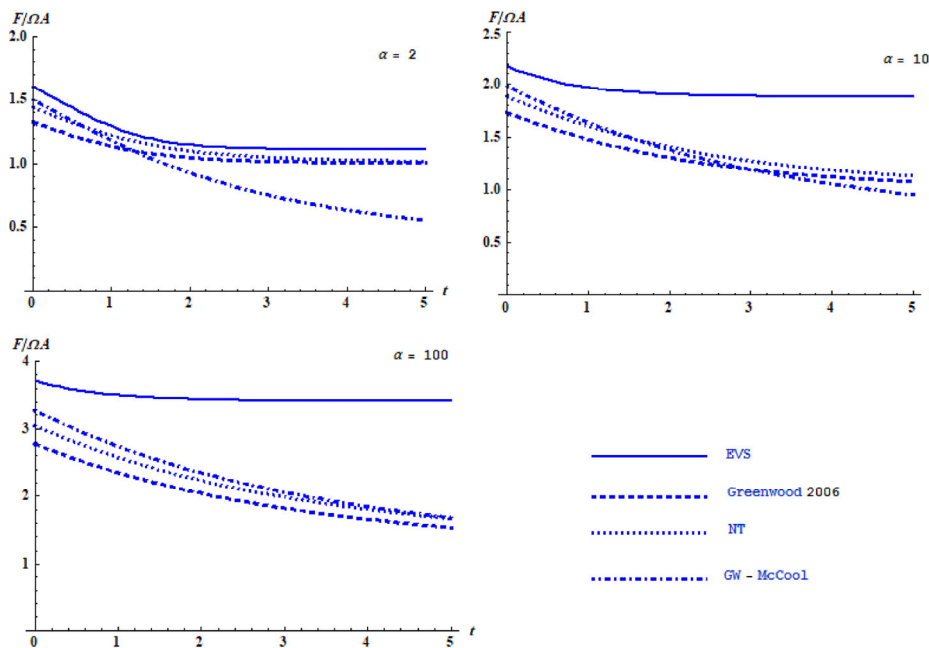 F/ΩA
α = 2
2.0
1.5
1.0
0.5
0 1 2 3 4 5 t
F/ΩA
α = 10
2.5
2.0
1.5
1.0
0.5
0 1 2 3 4 5 t
F/ΩA
α = 100
4
3
2
1
0 1 2 3 4 5 t
EVS
Greenwood 2006
NT
GW - McCool